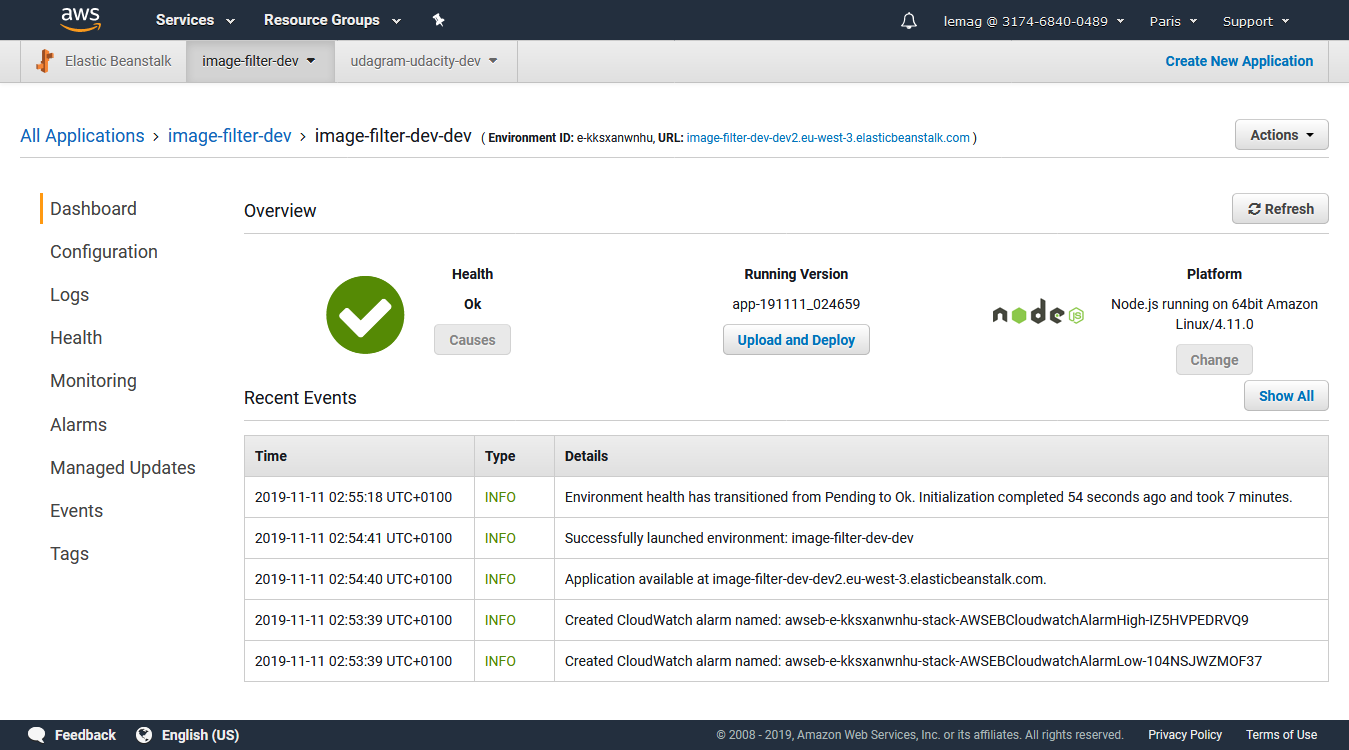 aws Services Resource Groups lemag @ 3174-6840-0489 Paris Support
Elastic Beanstalk image-filter-dev udagram-udacity-dev Create New Application
All Applications > image-filter-dev > image-filter-dev-dev ( Environment ID: e-kksxanwnhu, URL: image-filter-dev-dev2.eu-west-3.elasticbeanstalk.com )
Actions
Dashboard
Configuration
Logs
Health
Monitoring
Alarms
Managed Updates
Events
Tags
Overview
Refresh
Health
Ok
Causes
Running Version
app-191111_024659
Upload and Deploy
node JS
Platform
Node.js running on 64bit Amazon
Linux/4.11.0
Change
Recent Events
Show All
Time Type Details
2019-11-11 02:55:18 UTC+0100 INFO Environment health has transitioned from Pending to Ok. Initialization completed 54 seconds ago and took 7 minutes.
2019-11-11 02:54:41 UTC+0100 INFO Successfully launched environment: image-filter-dev-dev
2019-11-11 02:54:40 UTC+0100 INFO Application available at image-filter-dev-dev2.eu-west-3.elasticbeanstalk.com.
2019-11-11 02:53:39 UTC+0100 INFO Created CloudWatch alarm named: awseb-e-kksxanwnhu-stack-AWSEBCloudwatchAlarmHigh-IZ5HVPEDRVQ9
2019-11-11 02:53:39 UTC+0100 INFO Created CloudWatch alarm named: awseb-e-kksxanwnhu-stack-AWSEBCloudwatchAlarmLow-104NSJWZMOF37
Feedback English (US) © 2008 - 2019, Amazon Web Services, Inc. or its affiliates. All rights reserved. Privacy Policy Terms of Use